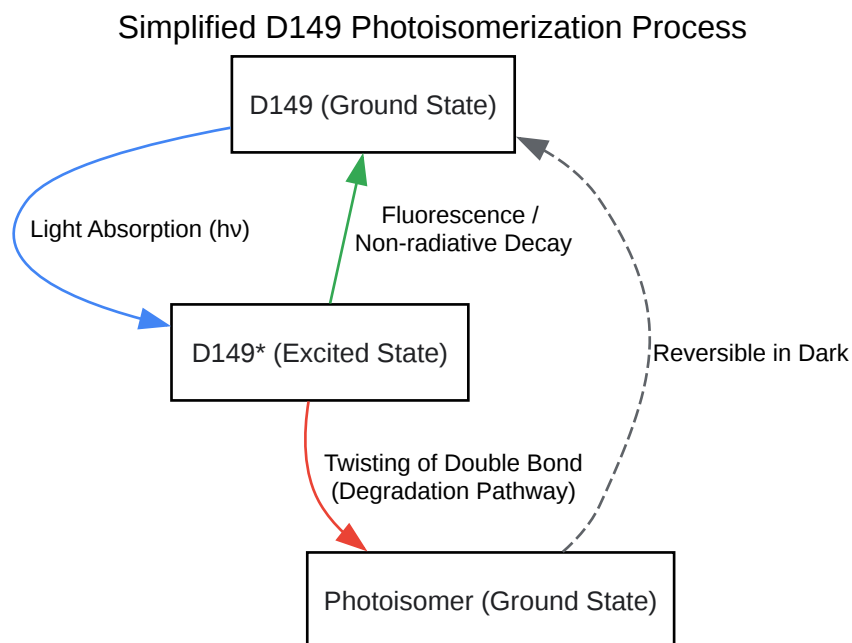 Simplified D149 Photoisomerization Process
D149 (Ground State)
Light Absorption (hν)
Fluorescence /
Non-radiative Decay
D149* (Excited State)
Reversible in Dark
Twisting of Double Bond
(Degradation Pathway)
Photoisomer (Ground State)